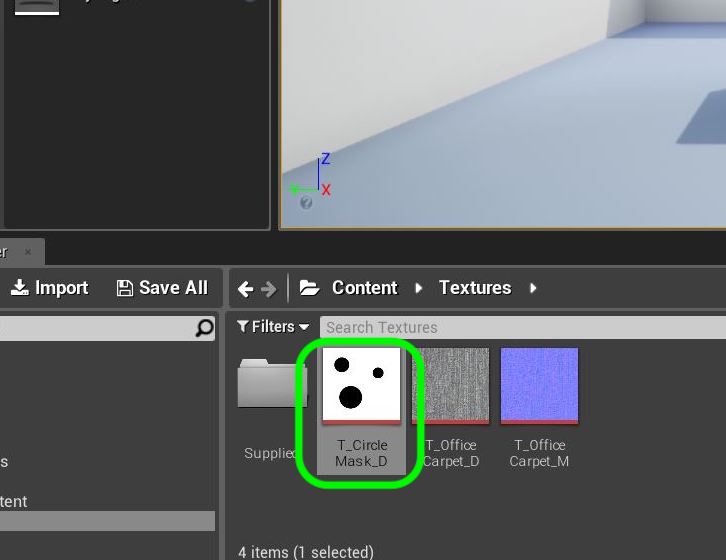 Z
X
?
er ×
Import Save All Content Textures
Filters Search Textures
Supplied
T_Circle
Mask_D
T_Office
Carpet_D
T_Office
Carpet_M
s
tent
4 items (1 selected)